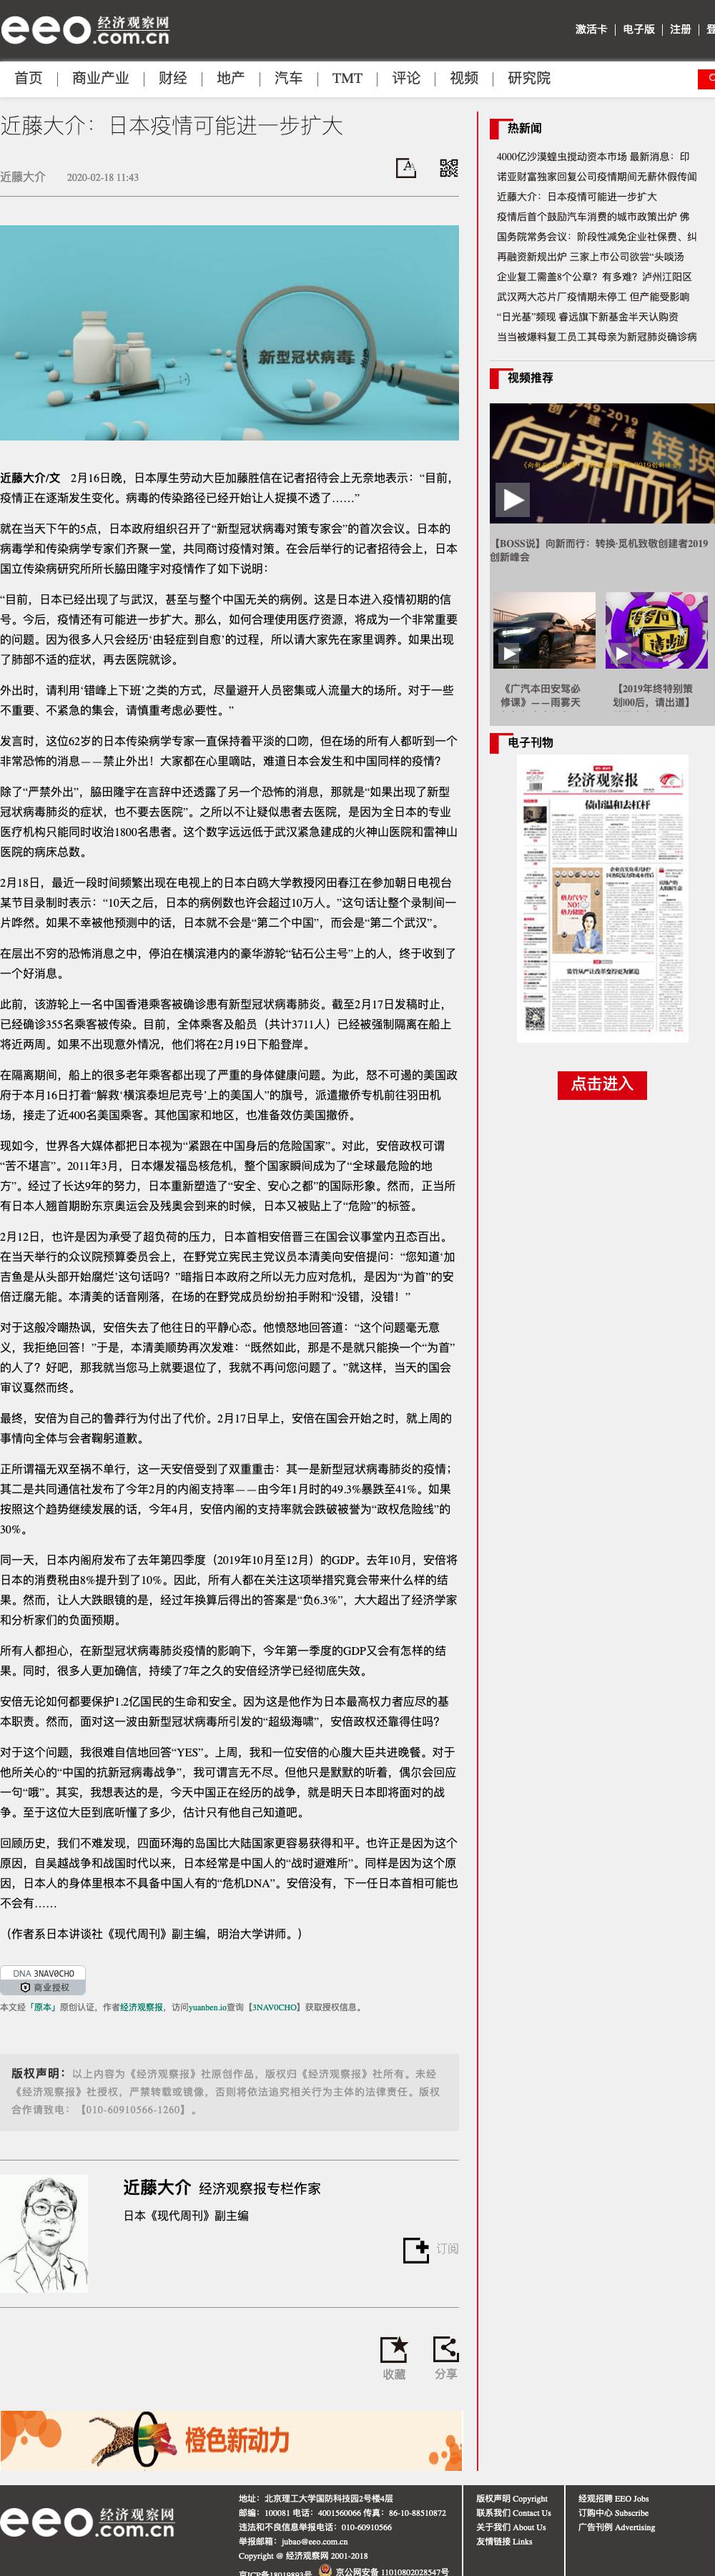 eeo 经济观察网
.com.cn
激活卡 | 电子版 | 注册 |
首页 | 商业产业 | 财经 | 地产 | 汽车 | TMT | 评论 | 视频 | 研究院
近藤大介：日本疫情可能进一步扩大
近藤大介 2020-02-18 11:43
新型冠状病毒
近藤大介/文 2月16日晚，日本厚生劳动大臣加藤胜信在记者招待会上无奈地表示：“目前，
疫情正在逐渐发生变化。病毒的传染路径已经开始让人捉摸不透了……”
就在当天下午的5点，日本政府组织召开了“新型冠状病毒对策专家会”的首次会议。日本的
病毒学和传染病学专家们齐聚一堂，共同商讨疫情对策。在会后举行的记者招待会上，日本
国立传染病研究所所长脇田隆宇对疫情作了如下说明：
“目前，日本已经出现了与武汉，甚至与整个中国无关的病例。这是日本进入疫情初期的信
号。今后，疫情还有可能进一步扩大。那么，如何合理使用医疗资源，将成为一个非常重要
的问题。因为很多人只会经历‘由轻症到自愈’的过程，所以请大家先在家里调养。如果出现
了肺部不适的症状，再去医院就诊。
外出时，请利用‘错峰上下班’之类的方式，尽量避开人员密集或人流量大的场所。对于一些
不重要、不紧急的集会，请慎重考虑必要性。“
发言时，这位62岁的日本传染病学专家一直保持着平淡的口吻，但在场的所有人都听到一个
非常恐怖的消息——禁止外出！大家都在心里嘀咕，难道日本会发生和中国同样的疫情？
除了“严禁外出”，脇田隆宇在言辞中还透露了另一个恐怖的消息，那就是“如果出现了新型
冠状病毒肺炎的症状，也不要去医院”。之所以不让疑似患者去医院，是因为全日本的专业
医疗机构只能同时收治1800名患者。这个数字远远低于武汉紧急建成的火神山医院和雷神山
医院的病床总数。
2月18日，最近一段时间频繁出现在电视上的名古白鸥大学教授冈田春江在参加朝日电视台
某节目录制时表示：“10天之后，日本的病例数也许会超过10万人。”这句话让整个录制间一
片哗然。如果不幸被他预测中的话，日本就不会是“第二个中国”，而会是“第二个武汉”。
在层出不穷的恐怖消息之中，停泊在横滨港内的豪华游轮“钻石公主号”上的人，终于收到了
一个好消息。
此前，该游轮上一名中国香港乘客被确诊患有新型冠状病毒肺炎。截至2月17日发稿时止，
已经确诊355名乘客被传染。目前，全体乘客及船员（共计3711人）已经被强制隔离在船上
将近两周。如果不出现意外情况，他们将在2月19日下船登岸。
在隔离期间，船上的很多老年乘客都出现了严重的身体健康问题。为此，怒不可遏的美国政
府于本月16日打着“解救‘横滨泰坦尼克号’上的美国人”的旗号，派遣撤侨专机前往羽田机
场，接走了近400名美国乘客。其他国家和地区，也准备效仿美国撤侨。
现如今，世界各大媒体都把日本视为“紧跟在中国身后的危险国家”。对此，安倍政权可谓
“苦不堪言”。2011年3月，日本爆发福岛核危机，整个国家瞬间成为了“全球最危险的地
方”。经过了长达9年的努力，日本重新塑造了“安全、安心之都”的国际形象。然而，正当所
有日本人翘首期盼东京奥运会及残奥会到来的时候，日本又被贴上了“危险”的标签。
2月12日，也许是因为承受了超负荷的压力，日本首相安倍晋三在国会议事堂内丑态百出。
在当天举行的众议院预算委员会上，在野党立宪民主党议员本清美向安倍提问：“您知道‘加
吉鱼是从头部开始腐烂’这句话吗？”暗指日本政府之所以无力应对危机，是因为“为首”的安
倍迂腐无能。本清美的话音刚落，在场的在野党成员纷纷拍手附和“没错，没错！”
对于这般冷嘲热讽，安倍失去了他往日的平静心态。他愤怒地回答道：“这个问题毫无意
义，我拒绝回答！”于是，本清美顺势再次发难：“既然如此，那是不是就只能换一个“为首”
的人了？好吧，那我就当您马上就要退位了，我就不再问您问题了。”就这样，当天的国会
审议戛然而终。
最终，安倍为自己的鲁莽行为付出了代价。2月17日早上，安倍在国会开始之时，就上周的
事情向全体与会者鞠躬道歉。
正所谓福无双至祸不单行，这一天安倍受到了双重重击：其一是新型冠状病毒肺炎的疫情；
其二是共同通信社发布了今年2月的内阁支持率——由今年1月时的49.3%暴跌至41%。如果
按照这个趋势继续发展的话，今年4月，安倍内阁的支持率就会跌破被誉为“政权危险线”的
30%。
同一天，日本内阁府发布了去年第四季度（2019年10月至12月）的GDP。去年10月，安倍将
日本的消费税由8%提升到了10%。因此，所有人都在关注这项举措究竟会带来什么样的结
果。然而，让人大跌眼镜的是，经过年换算后得出的答案是“负6.3%”，大大超出了经济学家
和分析家们的负面预期。
所有人都担心，在新型冠状病毒肺炎疫情的影响下，今年第一季度的GDP又会有怎样的结
果。同时，很多人更加确信，持续了7年之久的安倍经济学已经彻底失效。
安倍无论如何都要保护1.2亿国民的生命和安全。因为这是他作为日本最高权力者应尽的基
本职责。然而，面对这一波由新型冠状病毒所引发的“超级海啸”，安倍政权还靠得住吗？
对于这个问题，我很难自信地回答“YES”。上周，我和一位安倍的心腹大臣共进晚餐。对于
他所关心的“中国的抗新冠病毒战争”，我可谓言无不尽。但他只是默默的听着，偶尔会回应
一句“哦”。其实，我想表达的是，今天中国正在经历的战争，就是明天日本即将面对的战
争。至于这位大臣到底听懂了多少，估计只有他自己知道吧。
回顾历史，我们不难发现，四面环海的岛国比大陆国家更容易获得和平。也许正是因为这个
原因，自吴越战争和战国时代以来，日本经常是中国人的“战时避难所”。同样是因为这个原
因，日本人的身体里根本不具备中国人有的“危机DNA”。安倍没有，下一任日本首相可能也
不会有……
（作者系日本讲谈社《现代周刊》副主编，明治大学讲师。）
DNA 3NAV0CHO
商业授权
本文经「原本」原创认证，作者经济观察报，访问yuanben.io查询【3NAV0CHO】获取授权信息。
版权声明：以上内容为《经济观察报》社原创作品，版权归《经济观察报》社所有。未经
《经济观察报》社授权，严禁转载或镜像，否则将依法追究相关行为主体的法律责任。版权
合作请致电：【010-60910566-1260】。
近藤大介 经济观察报专栏作家
日本《现代周刊》副主编
订阅
收藏 分享
橙色新动力
热新闻
4000亿沙漠蝗虫搅动资本市场 最新消息：印
诺亚财富独家回复公司疫情期间无薪休假传闻
近藤大介：日本疫情可能进一步扩大
疫情后首个鼓励汽车消费的城市政策出炉 佛
国务院常务会议：阶段性减免企业社保费、纠
再融资新规出炉 三家上市公司欲尝“头啖汤
企业复工需盖8个公章？有多难？泸州江阳区
武汉两大芯片厂疫情期未停工 但产能受影响
“日光基”频现 睿远旗下新基金半天认购资
当当被爆料复工员工其母亲为新冠肺炎确诊病
视频推荐
向新而行
【BOSS说】向新而行：转换·觅机致敬创建者2019
创新峰会
《广汽本田安驾必
修课》——雨雾天
【2019年终特别策
划|00后，请出道】
电子刊物
经济观察报
债市温和去杠杆
点击进入
eeo 经济观察网
.com.cn
地址：北京理工大学国防科技园2号楼4层
邮编：100081 电话：4001560066 传真：86-10-88510872
违法和不良信息举报电话：010-60910566
举报邮箱：jubao@eeo.com.cn
Copyright @ 经济观察网 2001-2018
京ICP备18019893号 京公网安备 11010802028547号
版权声明 Copyright
联系我们 Contact Us
关于我们 About Us
友情链接 Links
经观招聘 EEO Jobs
订购中心 Subscribe
广告刊例 Advertising